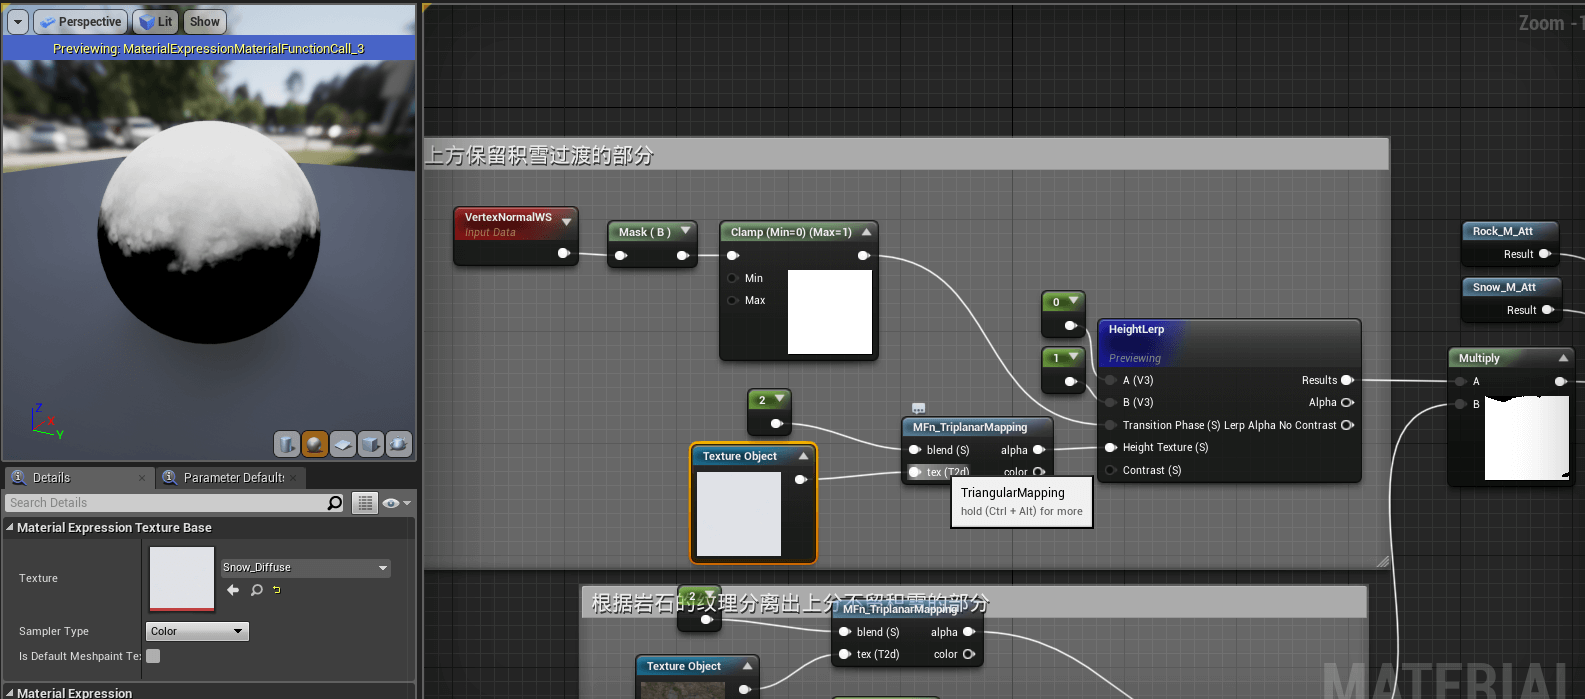 Perspective
Lit
Show
Previewing: MaterialExpressionMaterialFunctionCall_3
Z
X
Y
Details
Parameter Default
Search Details
Material Expression Texture Base
Texture
Snow_Diffuse
Sampler Type
Color
Is Default Meshpaint Te
Material Expression
Zoom -1
上方保留积雪过渡的部分
VertexNormalWS
Input Data
Mask ( B )
Clamp (Min=0) (Max=1)
Min
Max
0
1
2
Texture Object
MFn_TriplanarMapping
blend (S)
alpha
tex (T2d)
color
TriangularMapping
hold (Ctrl + Alt) for more
HeightLerp
Previewing
A (V3)
Results
B (V3)
Alpha
Transition Phase (S)
Lerp Alpha No Contrast
Height Texture (S)
Contrast (S)
Rock_M_Att
Result
Snow_M_Att
Result
Multiply
A
B
根据岩石的纹理分离出上分不留积雪的部分
2
MFn_TriplanarMapping
blend (S)
alpha
tex (T2d)
color
Texture Object
MATERIAL